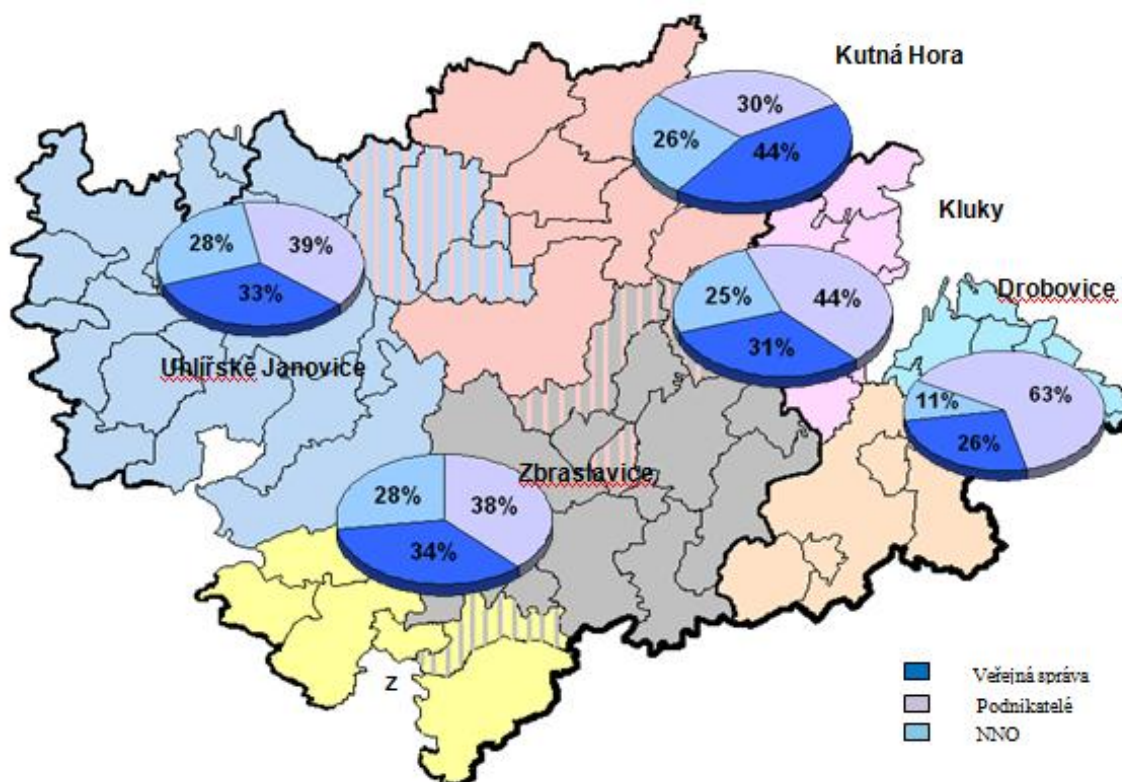 Kutná Hora
30%
26%
44%
Kluky
28%
39%
33%
25%
44%
31%
Drobovice
Uhlířské Janovice
63%
11%
26%
Zbraslavice
28%
38%
34%
Z
Veřejná správa
Podnikatelé
NNO